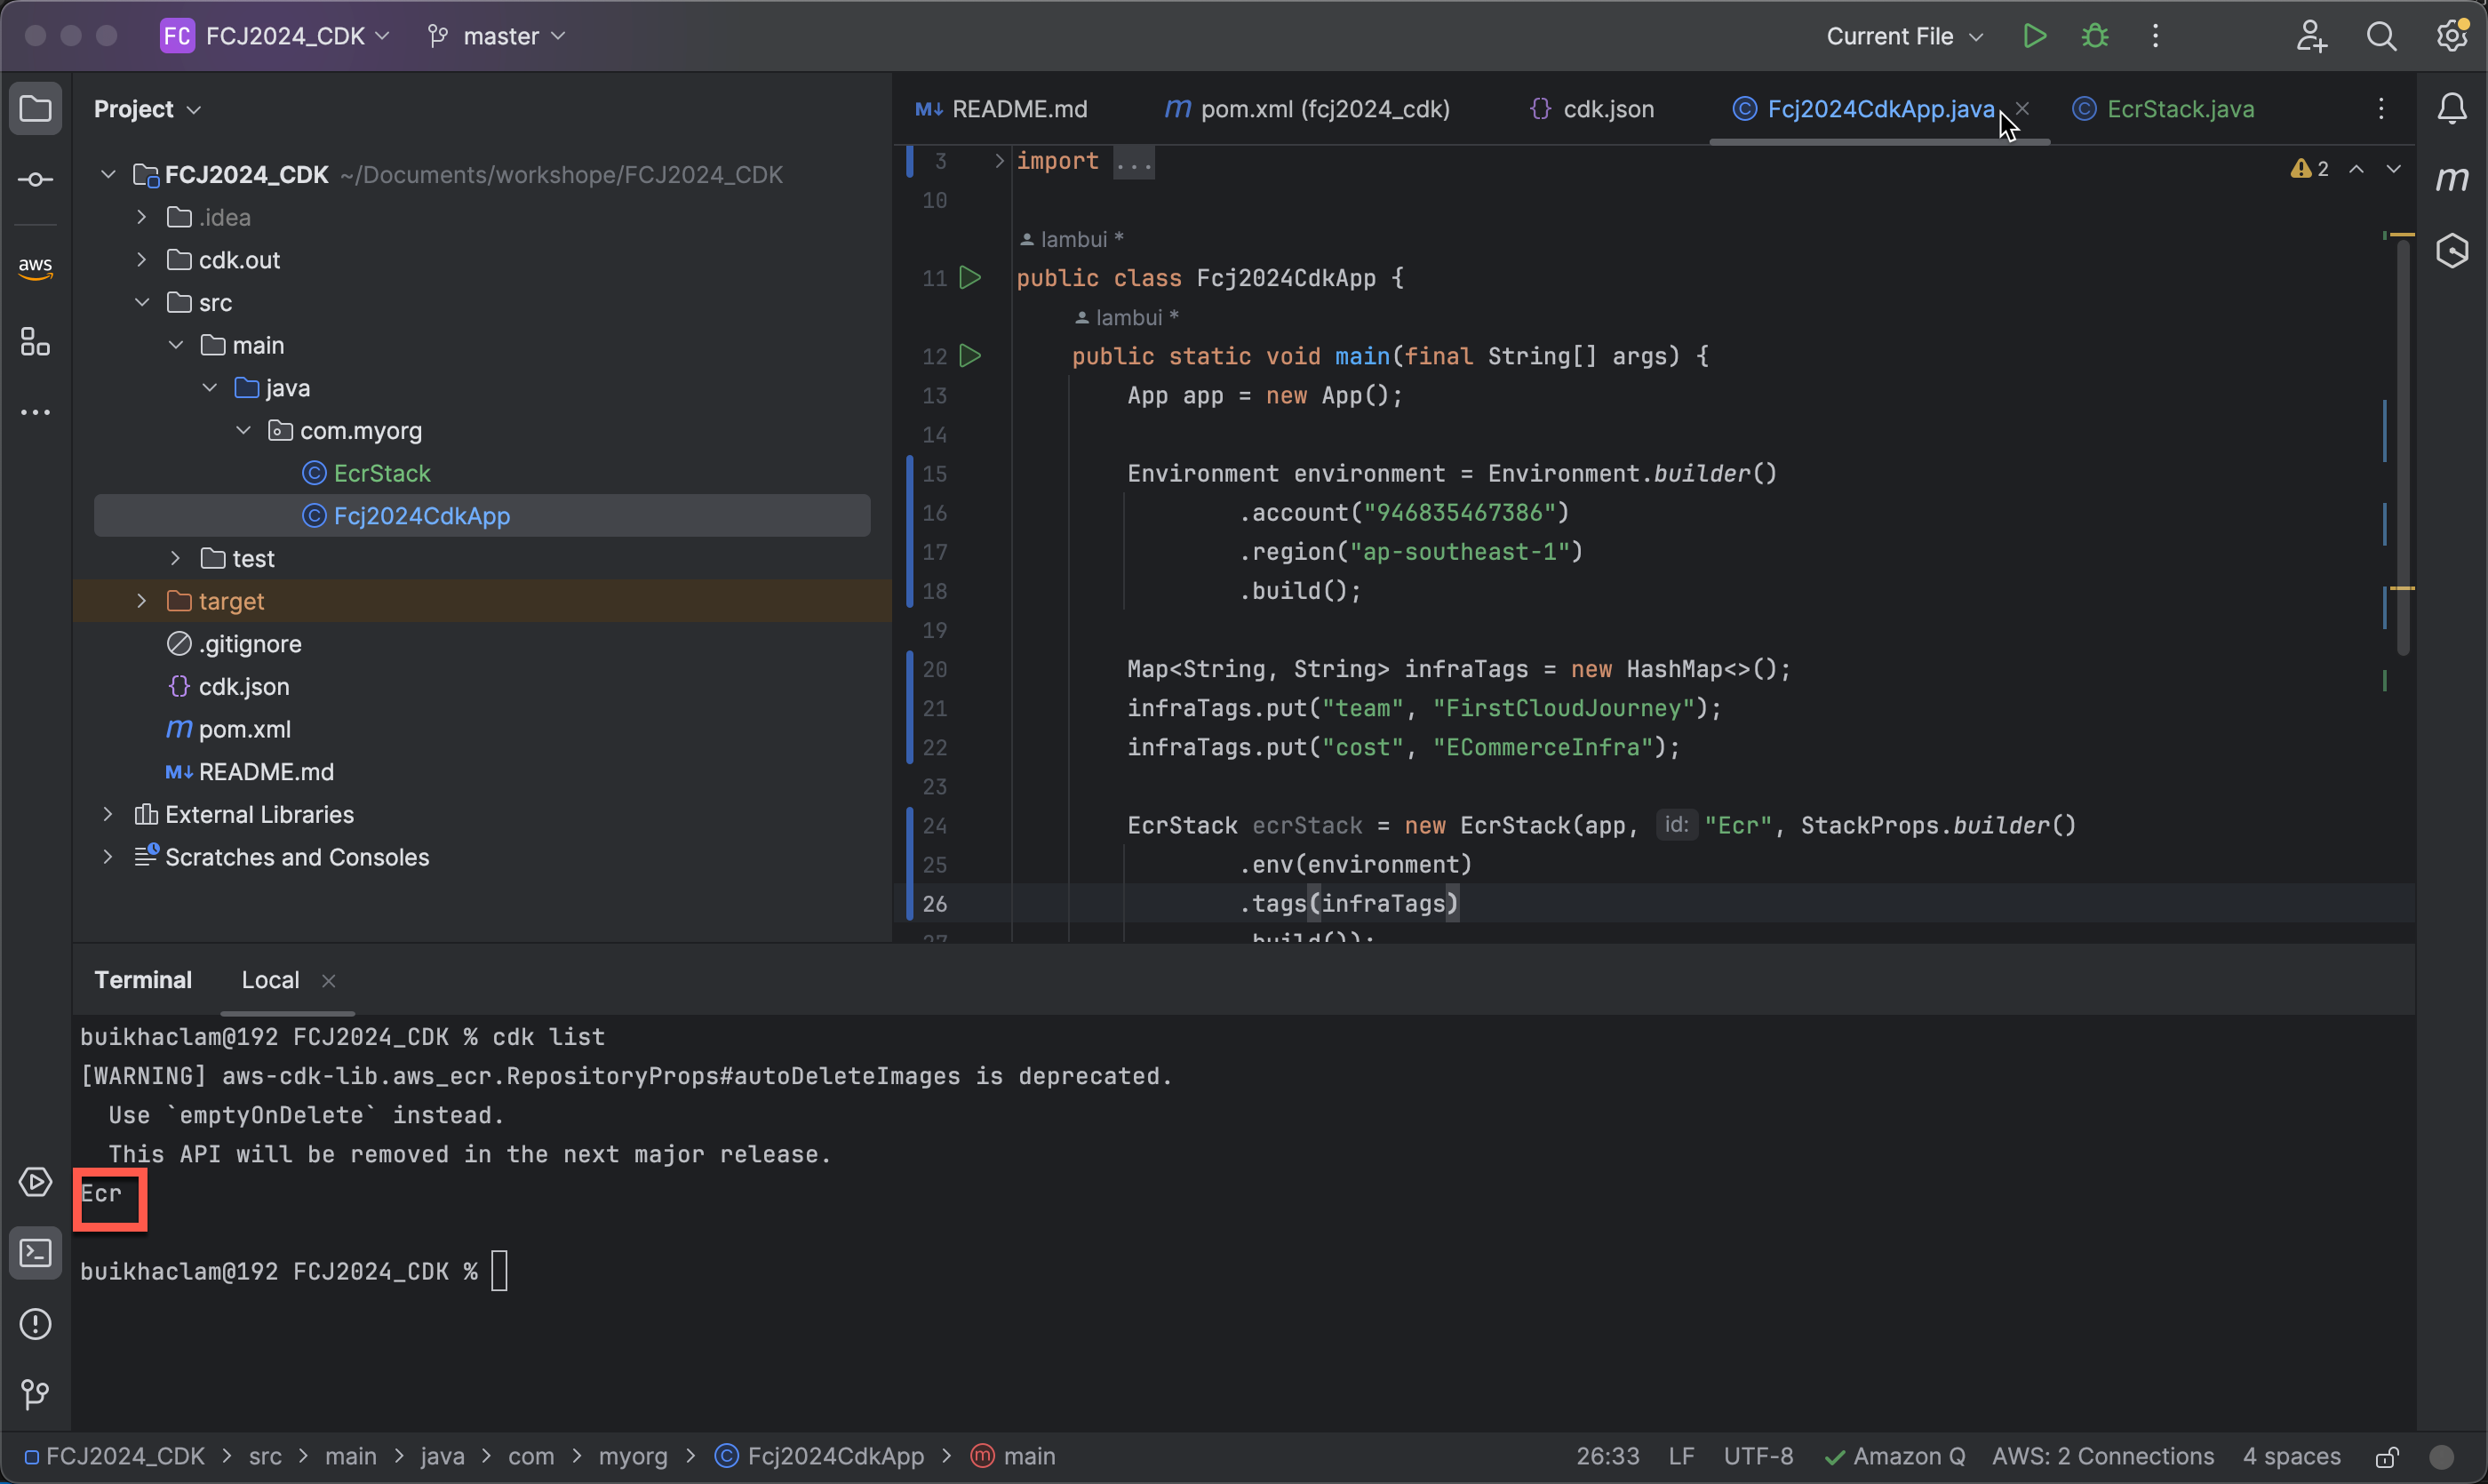 FC FCJ2024_CDK master Current File
Project
README.md pom.xml (fcj2024_cdk) cdk.json Fcj2024CdkApp.java EcrStack.java
FCJ2024_CDK ~/Documents/workshope/FCJ2024_CDK
.idea
cdk.out
src
main
java
com.myorg
EcrStack
Fcj2024CdkApp
test
target
.gitignore
cdk.json
pom.xml
README.md
External Libraries
Scratches and Consoles
aws
2
3 import ...
10
lambui *
11 public class Fcj2024CdkApp {
lambui *
12 public static void main(final String[] args) {
13 App app = new App();
14
15 Environment environment = Environment.builder()
16 .account("946835467386")
17 .region("ap-southeast-1")
18 .build();
19
20 Map<String, String> infraTags = new HashMap<>();
21 infraTags.put("team", "FirstCloudJourney");
22 infraTags.put("cost", "ECommerceInfra");
23
24 EcrStack ecrStack = new EcrStack(app, id: "Ecr", StackProps.builder()
25 .env(environment)
26 .tags(infraTags)
27 .build());
Terminal Local
buikhaclam@192 FCJ2024_CDK % cdk list
[WARNING] aws-cdk-lib.aws_ecr.RepositoryProps#autoDeleteImages is deprecated.
Use `emptyOnDelete` instead.
This API will be removed in the next major release.
Ecr
buikhaclam@192 FCJ2024_CDK %
FCJ2024_CDK > src > main > java > com > myorg > Fcj2024CdkApp > main 26:33 LF UTF-8 Amazon Q AWS: 2 Connections 4 spaces